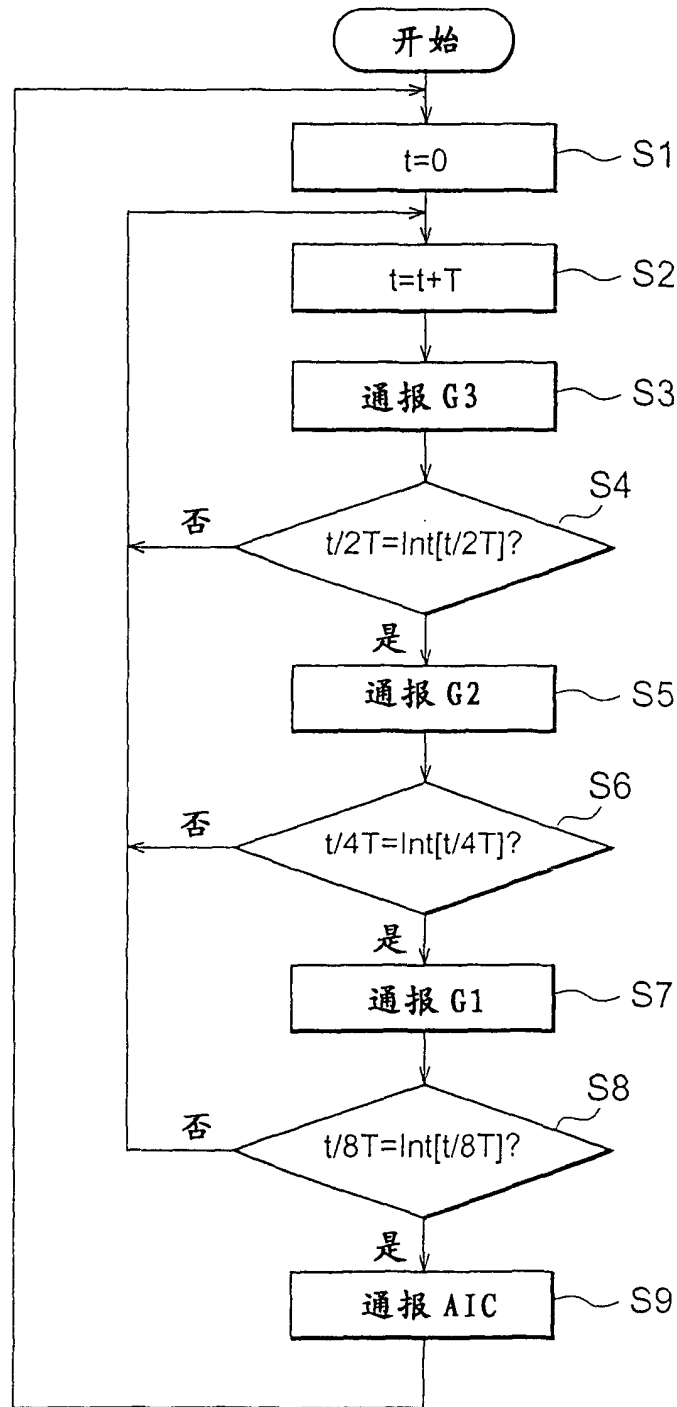 开始
t=0
S1
t=t+T
S2
通报 G3
S3
S4
否
t/2T=Int[t/2T]?
是
通报 G2
S5
S6
否
t/4T=Int[t/4T]?
是
通报 G1
S7
S8
否
t/8T=Int[t/8T]?
是
通报 AIC
S9